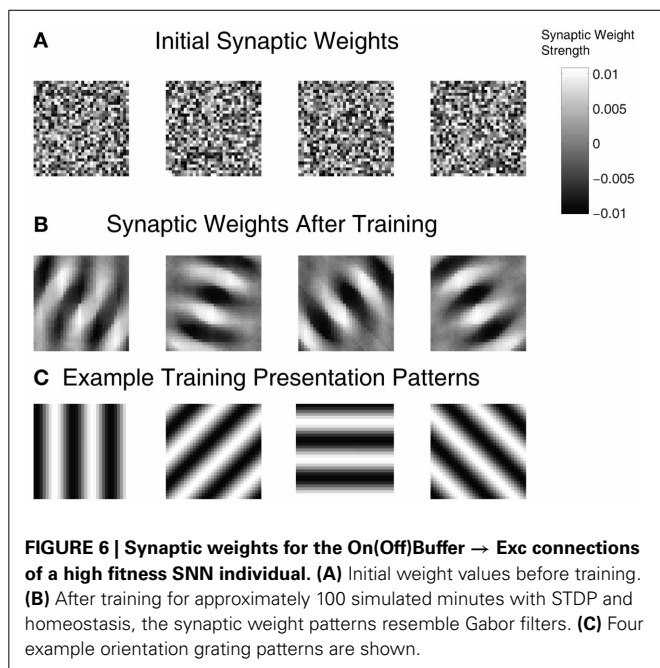 A
Initial Synaptic Weights
Synaptic Weight
Strength
0.01
0.005
0
−0.005
−0.01
B
Synaptic Weights After Training
C
Example Training Presentation Patterns
FIGURE 6 | Synaptic weights for the On(Off)Buffer → Exc connections
of a high fitness SNN individual. (A) Initial weight values before training.
(B) After training for approximately 100 simulated minutes with STDP and
homeostasis, the synaptic weight patterns resemble Gabor filters. (C) Four
example orientation grating patterns are shown.